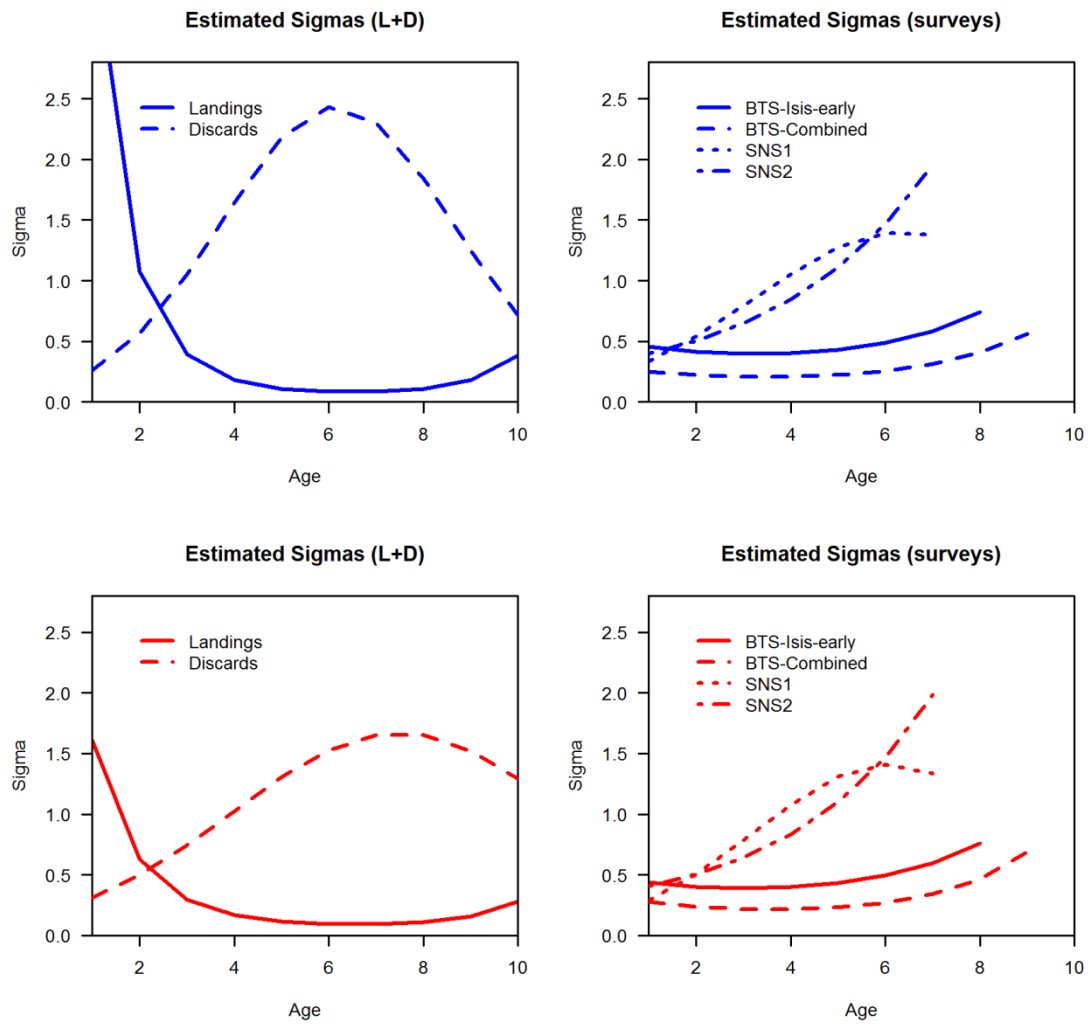 Estimated Sigmas (L+D)
Sigma
2.5
2.0
1.5
1.0
0.5
0.0
Landings
Discards
2 4 6 8 10
Age
Estimated Sigmas (surveys)
Sigma
2.5
2.0
1.5
1.0
0.5
0.0
BTS-Isis-early
BTS-Combined
SNS1
SNS2
2 4 6 8 10
Age
Estimated Sigmas (L+D)
Sigma
2.5
2.0
1.5
1.0
0.5
0.0
Landings
Discards
2 4 6 8 10
Age
Estimated Sigmas (surveys)
Sigma
2.5
2.0
1.5
1.0
0.5
0.0
BTS-Isis-early
BTS-Combined
SNS1
SNS2
2 4 6 8 10
Age